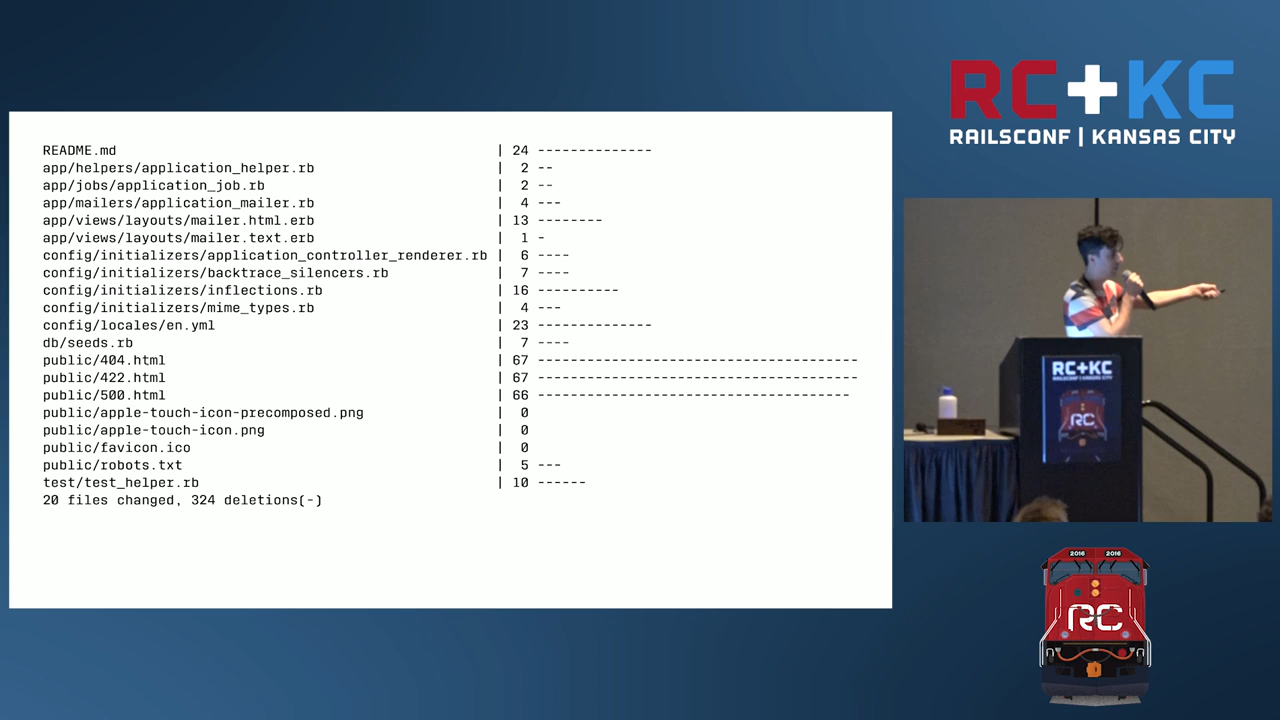 README.md | 24 --------------
app/helpers/application_helper.rb | 2 --
app/jobs/application_job.rb | 2 --
app/mailers/application_mailer.rb | 4 ---
app/views/layouts/mailer.html.erb | 13 --------
app/views/layouts/mailer.text.erb | 1 -
config/initializers/application_controller_renderer.rb | 6 ----
config/initializers/backtrace_silencers.rb | 7 ----
config/initializers/inflections.rb | 16 ----------
config/initializers/mime_types.rb | 4 ---
config/locales/en.yml | 23 --------------
db/seeds.rb | 7 ----
public/404.html | 67 ---------------------------------------
public/422.html | 67 ---------------------------------------
public/500.html | 66 --------------------------------------
public/apple-touch-icon-precomposed.png | 0
public/apple-touch-icon.png | 0
public/favicon.ico | 0
public/robots.txt | 5 ---
test/test_helper.rb | 10 ------
20 files changed, 324 deletions(-)
RC+KC
RAILSCONF | KANSAS CITY
RC+KC
RAILSCONF | KANSAS CITY
RC
2016 2016
RC